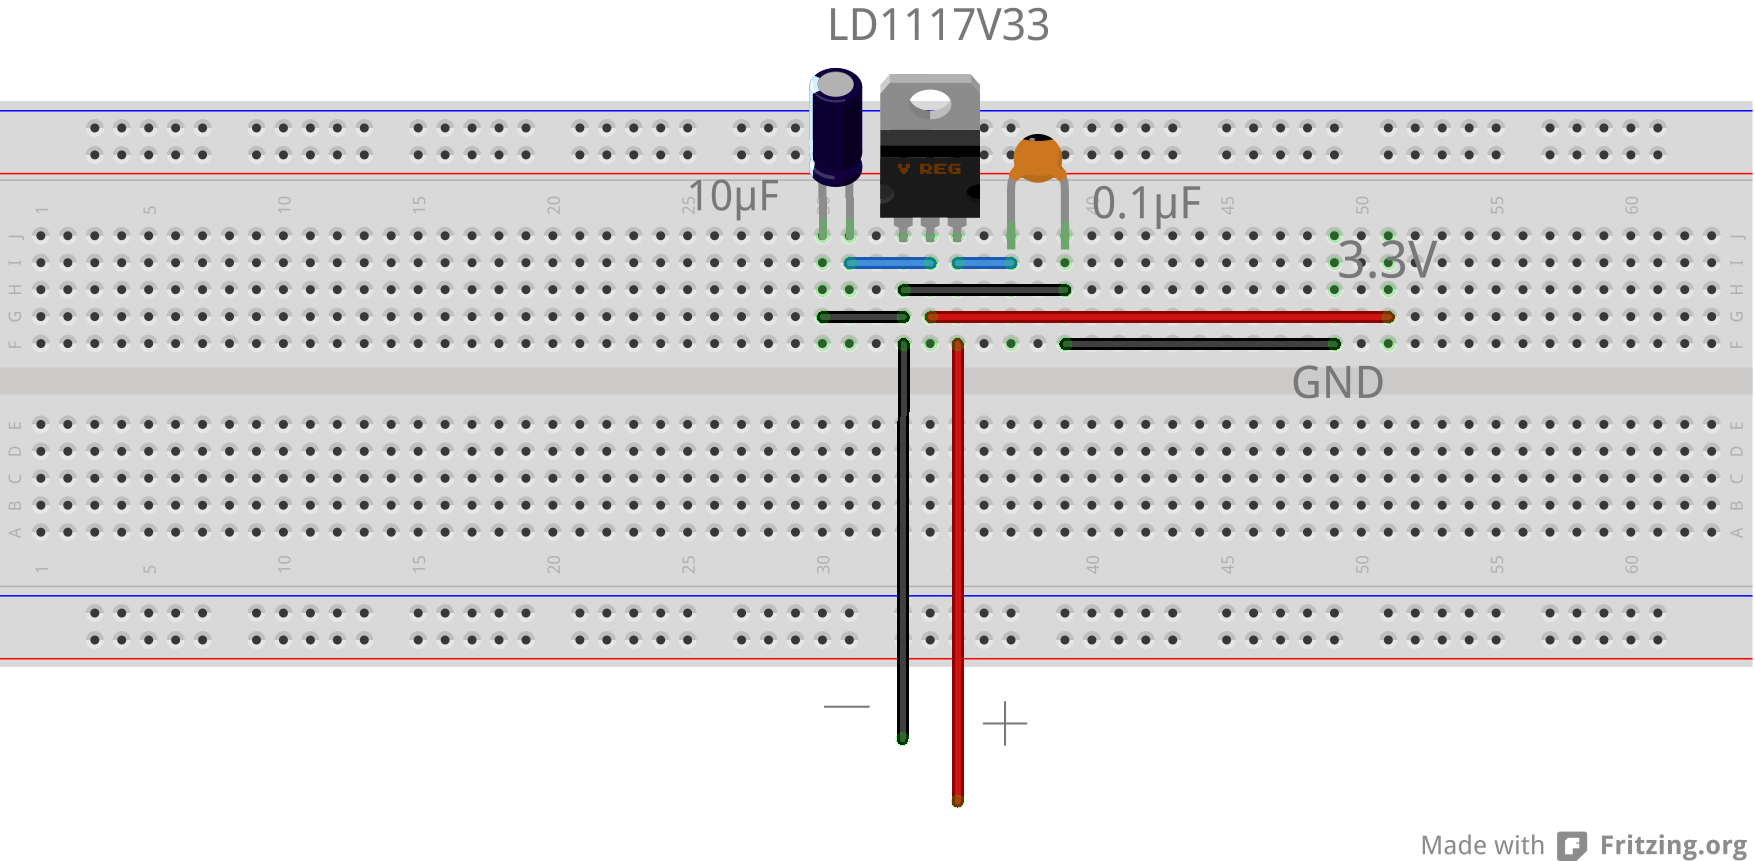 LD1117V33
V REG
10µF
0.1µF
1 5 10 15 20 25 30 40 45 50 55 60
J J
I I
3.3V
H H
G G
F F
GND
E E
D D
C C
B B
A A
1 5 10 15 20 25 30 40 45 50 55 60
— +
Made with Fritzing.org